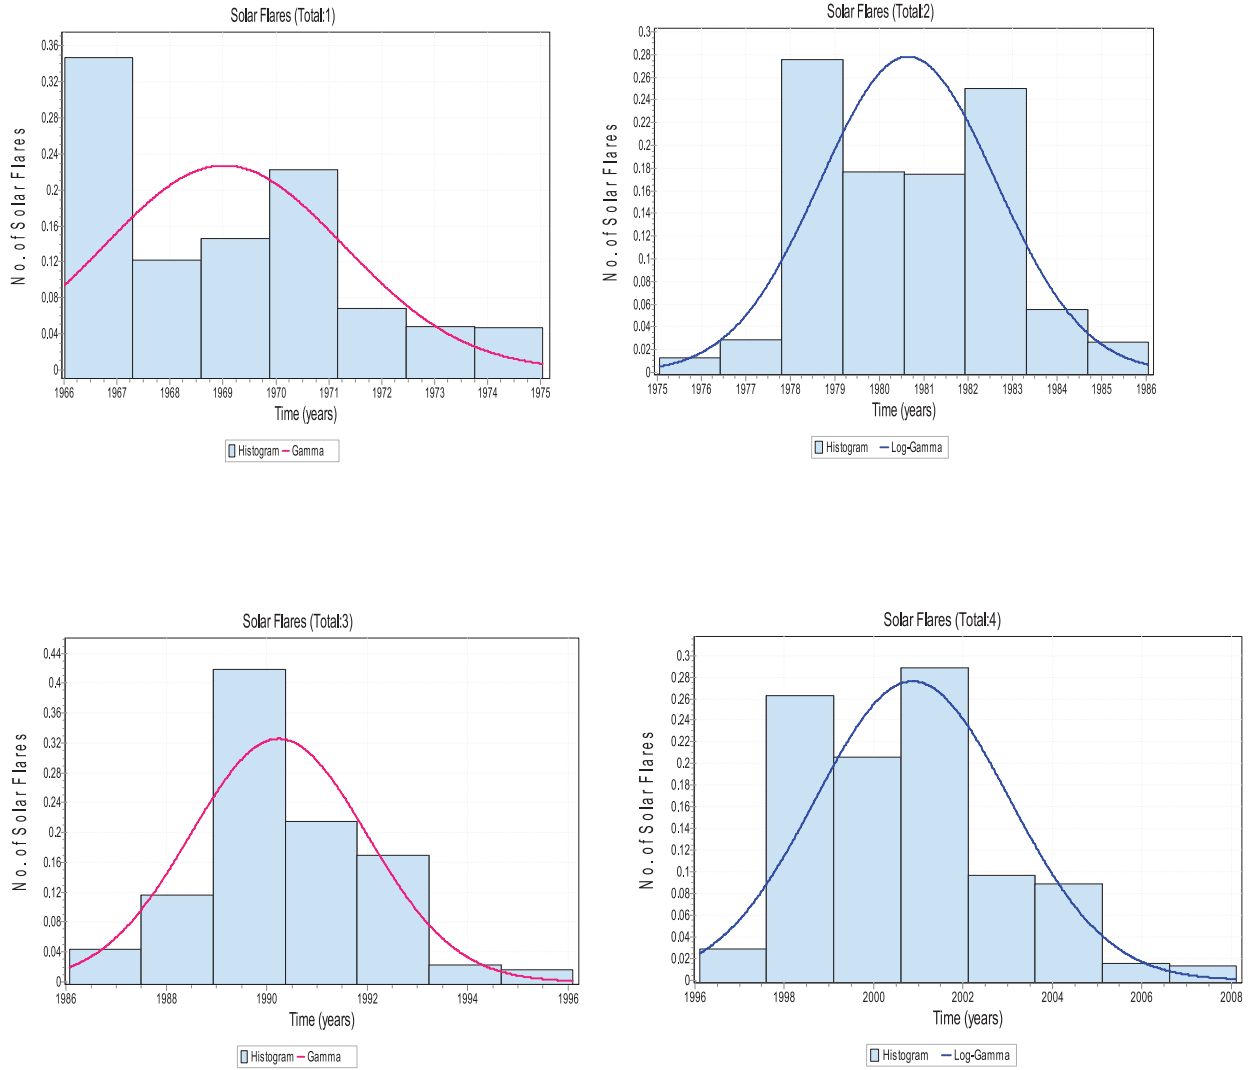 Solar Flares (Total:1)
No. of Solar Flares
0.36
0.32
0.28
0.24
0.2
0.16
0.12
0.08
0.04
0
1966 1967 1968 1969 1970 1971 1972 1973 1974 1975
Time (years)
Histogram Gamma
Solar Flares (Total:2)
No. of Solar Flares
0.3
0.28
0.26
0.24
0.22
0.2
0.18
0.16
0.14
0.12
0.1
0.08
0.06
0.04
0.02
0
1975 1976 1977 1978 1979 1980 1981 1982 1983 1984 1985 1986
Time (years)
Histogram Log-Gamma
Solar Flares (Total:3)
No. of Solar Flares
0.44
0.4
0.36
0.32
0.28
0.24
0.2
0.16
0.12
0.08
0.04
0
1986 1988 1990 1992 1994 1996
Time (years)
Histogram Gamma
Solar Flares (Total:4)
No. of Solar Flares
0.3
0.28
0.26
0.24
0.22
0.2
0.18
0.16
0.14
0.12
0.1
0.08
0.06
0.04
0.02
0
1996 1998 2000 2002 2004 2006 2008
Time (years)
Histogram Log-Gamma